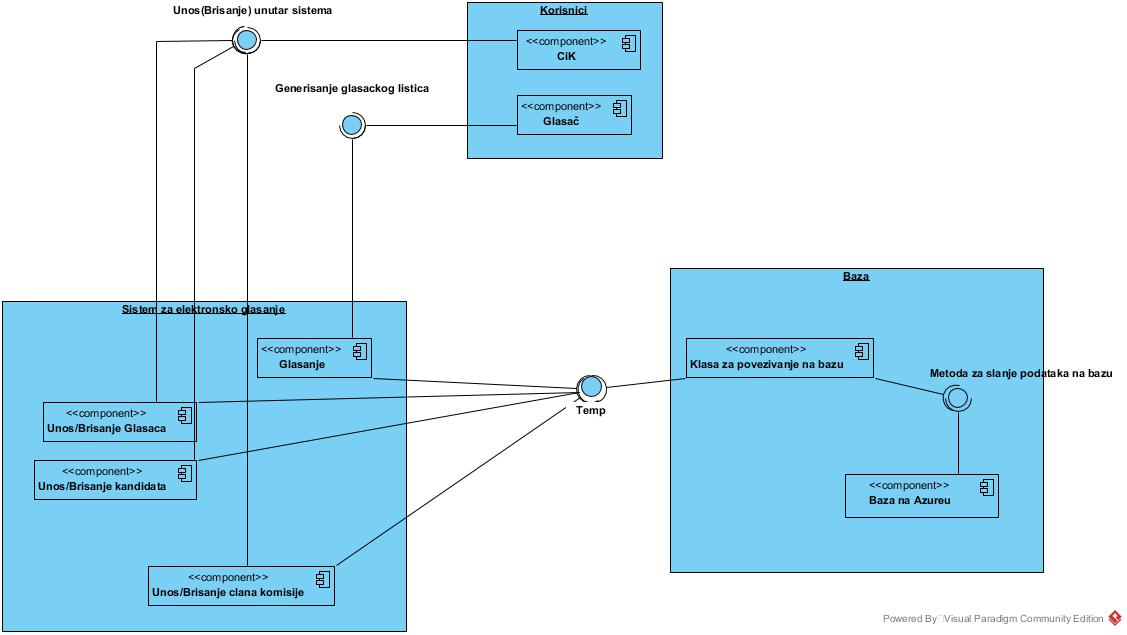 Unos(Brisanje) unutar sistema
Korisnici
<<component>>
CiK
Generisanje glasackog listica
<<component>>
Glasač
Baza
Sistem za elektronsko glasanje
<<component>>
Glasanje
<<component>>
Klasa za povezivanje na bazu
Metoda za slanje podataka na bazu
Temp
<<component>>
Unos/Brisanje Glasaca
<<component>>
Unos/Brisanje kandidata
<<component>>
Baza na Azureu
<<component>>
Unos/Brisanje clana komisije
Powered By Visual Paradigm Community Edition